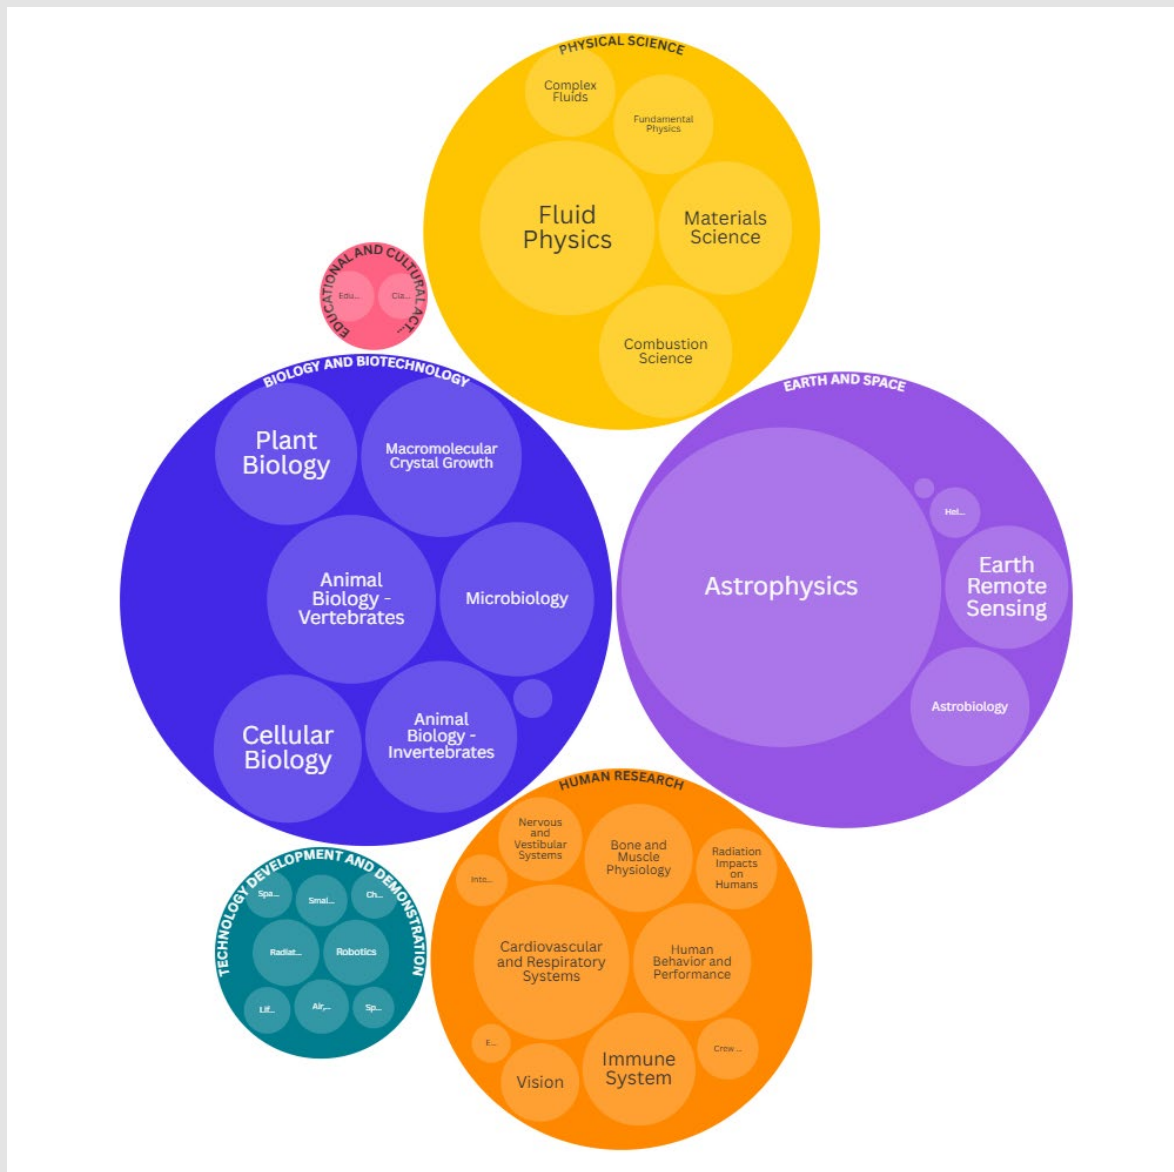 PHYSICAL SCIENCE
Complex
Fluids
Fundamental
Physics
Fluid
Physics
Materials
Science
Combustion
Science
EDUCATIONAL AND CULTURAL ACT...
Edu...
Cla...
BIOLOGY AND BIOTECHNOLOGY
Plant
Biology
Macromolecular
Crystal Growth
Animal
Biology -
Vertebrates
Microbiology
Cellular
Biology
Animal
Biology -
Invertebrates
EARTH AND SPACE
Astrophysics
Hel...
Earth
Remote
Sensing
Astrobiology
HUMAN RESEARCH
Nervous
and
Vestibular
Systems
Bone and
Muscle
Physiology
Radiation
Impacts
on
Humans
Inte...
Cardiovascular
and Respiratory
Systems
Human
Behavior and
Performance
E...
Vision
Immune
System
Crew ...
TECHNOLOGY DEVELOPMENT AND DEMONSTRATION
Spa...
Smal...
Ch...
Radiat...
Robotics
Lif...
Air,...
Sp...